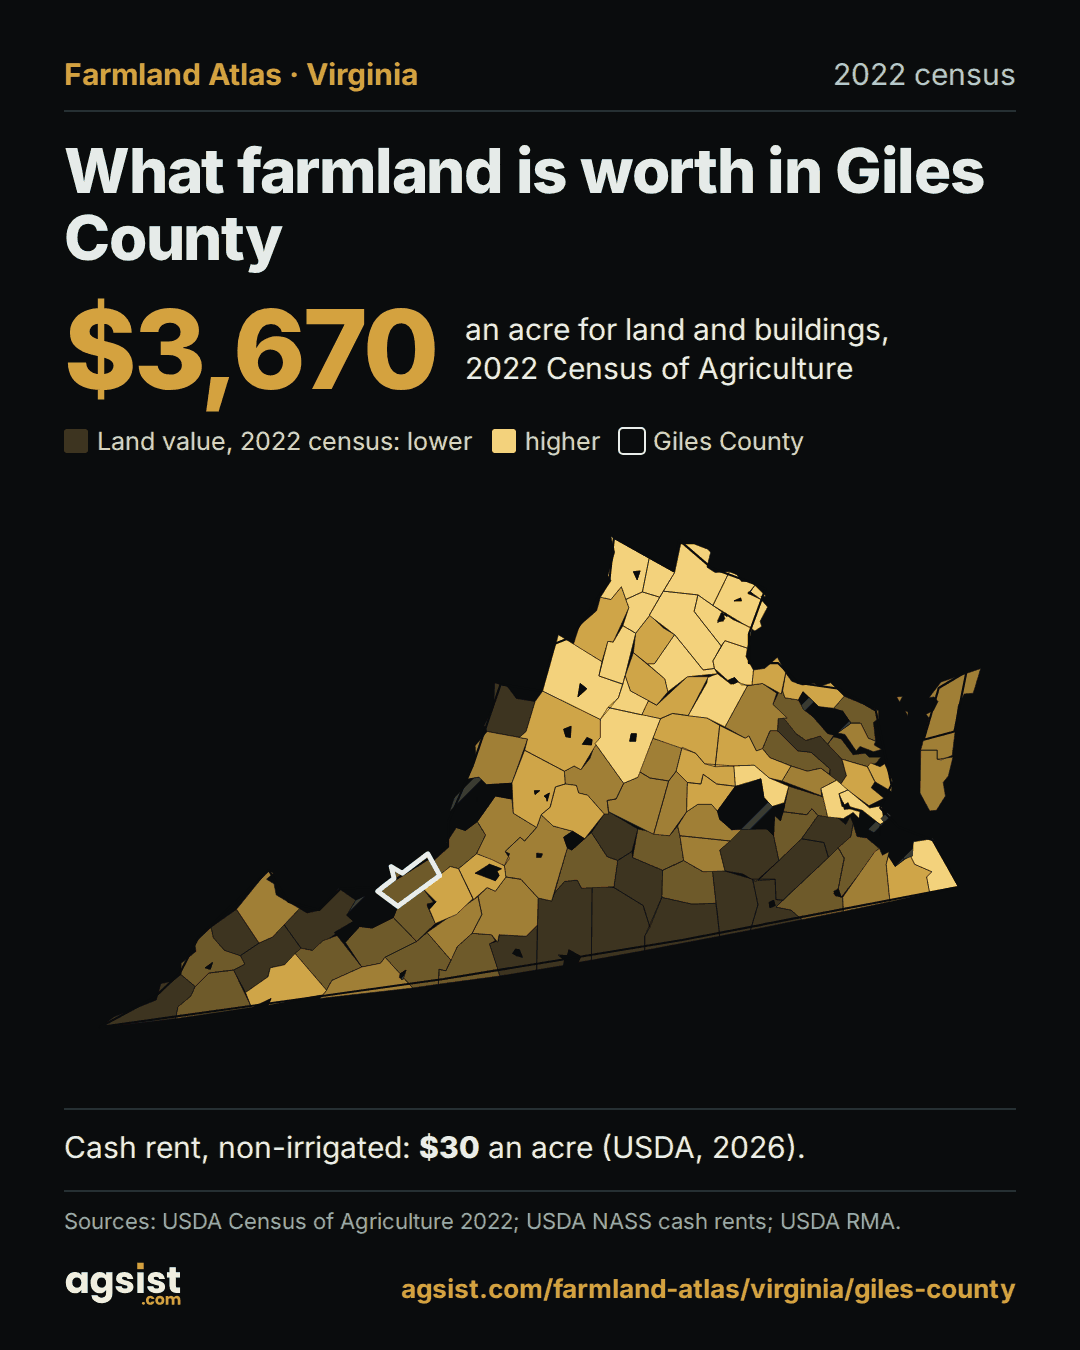 Farmland Atlas · Virginia
2022 census
What farmland is worth in Giles
County
$3,670
an acre for land and buildings,
2022 Census of Agriculture
Land value, 2022 census: lower
higher
Giles County
Cash rent, non-irrigated: $30 an acre (USDA, 2026).
Sources: USDA Census of Agriculture 2022; USDA NASS cash rents; USDA RMA.
agsist
.com
agsist.com/farmland-atlas/virginia/giles-county